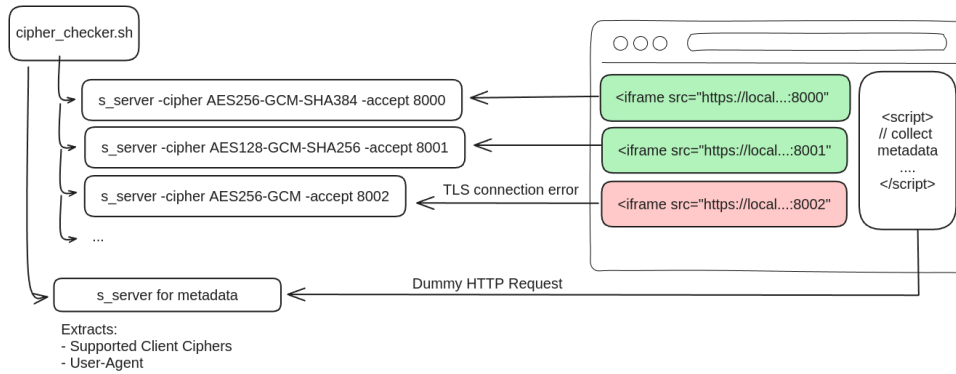 cipher_checker.sh
s_server -cipher AES256-GCM-SHA384 -accept 8000
<iframe src="https://local...:8000"
s_server -cipher AES128-GCM-SHA256 -accept 8001
<iframe src="https://local...:8001"
s_server -cipher AES256-GCM -accept 8002
TLS connection error
<iframe src="https://local...:8002"
...
<script>
// collect
metadata
....
</script>
s_server for metadata
Dummy HTTP Request
Extracts:
- Supported Client Ciphers
- User-Agent